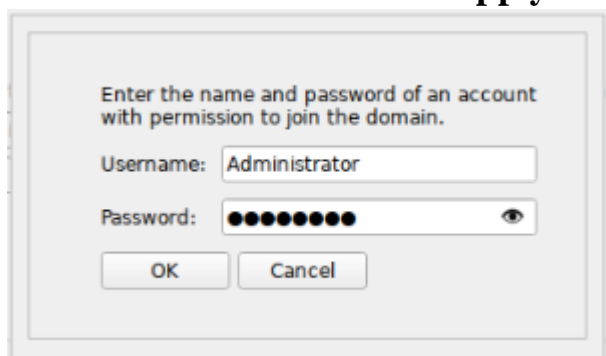 Enter the name and password of an account
with permission to join the domain.
Username: Administrator
Password: ●●●●●●●●
OK Cancel